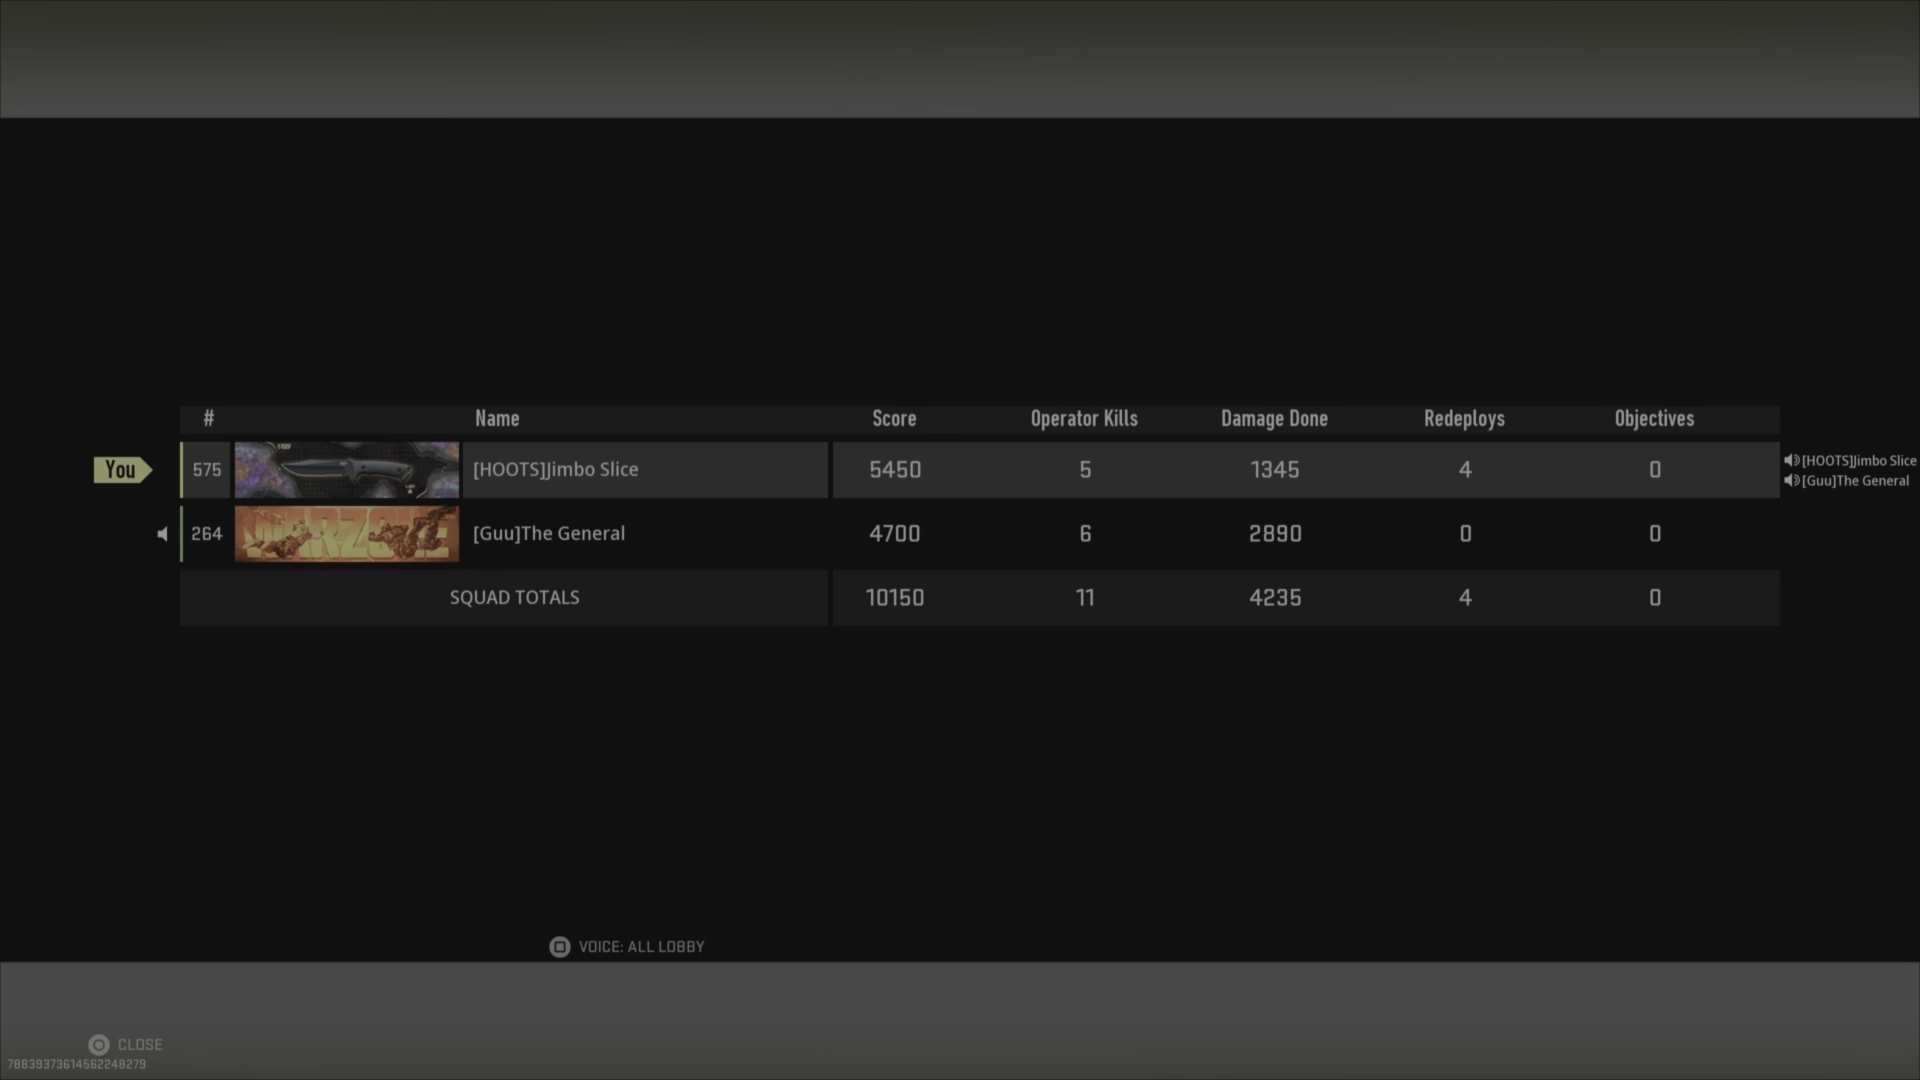 # Name Score Operator Kills Damage Done Redeploys Objectives
You 575 [HOOTS]Jimbo Slice 5450 5 1345 4 0
[HOOTS]Jimbo Slice
[Guu]The General
264 WARZONE [Guu]The General 4700 6 2890 0 0
SQUAD TOTALS 10150 11 4235 4 0
VOICE: ALL LOBBY
CLOSE
78839373614562248279